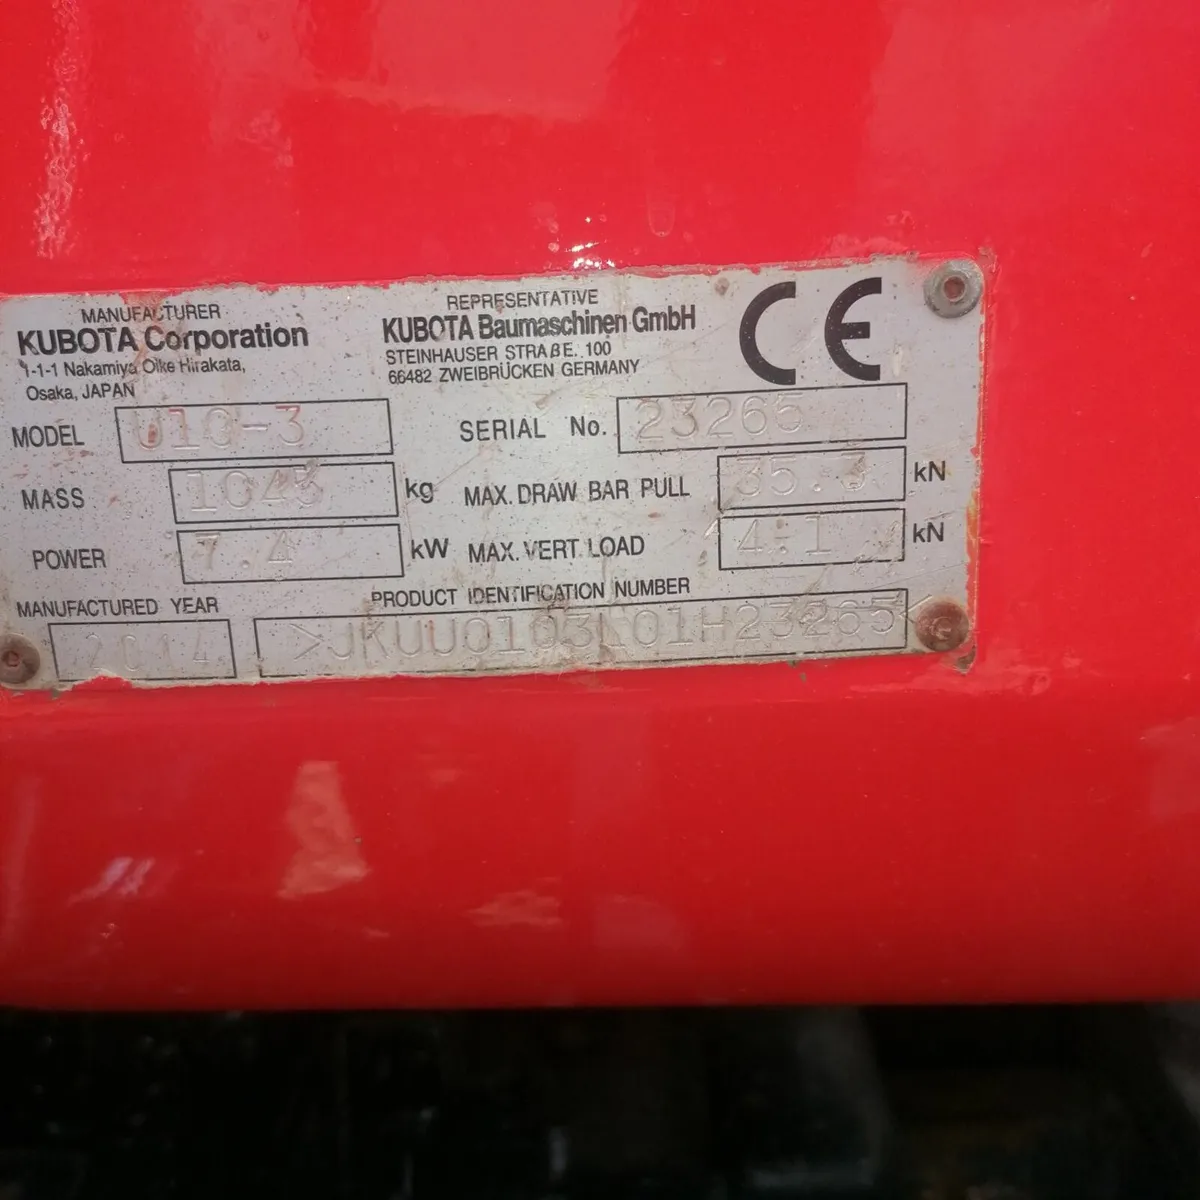 MANUFACTURER
KUBOTA Corporation
1-1-1 Nakamiya Oike Hirakata,
Osaka, JAPAN
REPRESENTATIVE
KUBOTA Baumaschinen GmbH
STEINHAUSER STRAßE. 100
66482 ZWEIBRÜCKEN GERMANY
CE
MODEL U10-3
SERIAL No. 23265
MASS 1045 kg
MAX. DRAW BAR PULL 35.3 kN
POWER 7.4 kW
MAX. VERT. LOAD 14.1 kN
MANUFACTURED YEAR 2014
PRODUCT IDENTIFICATION NUMBER